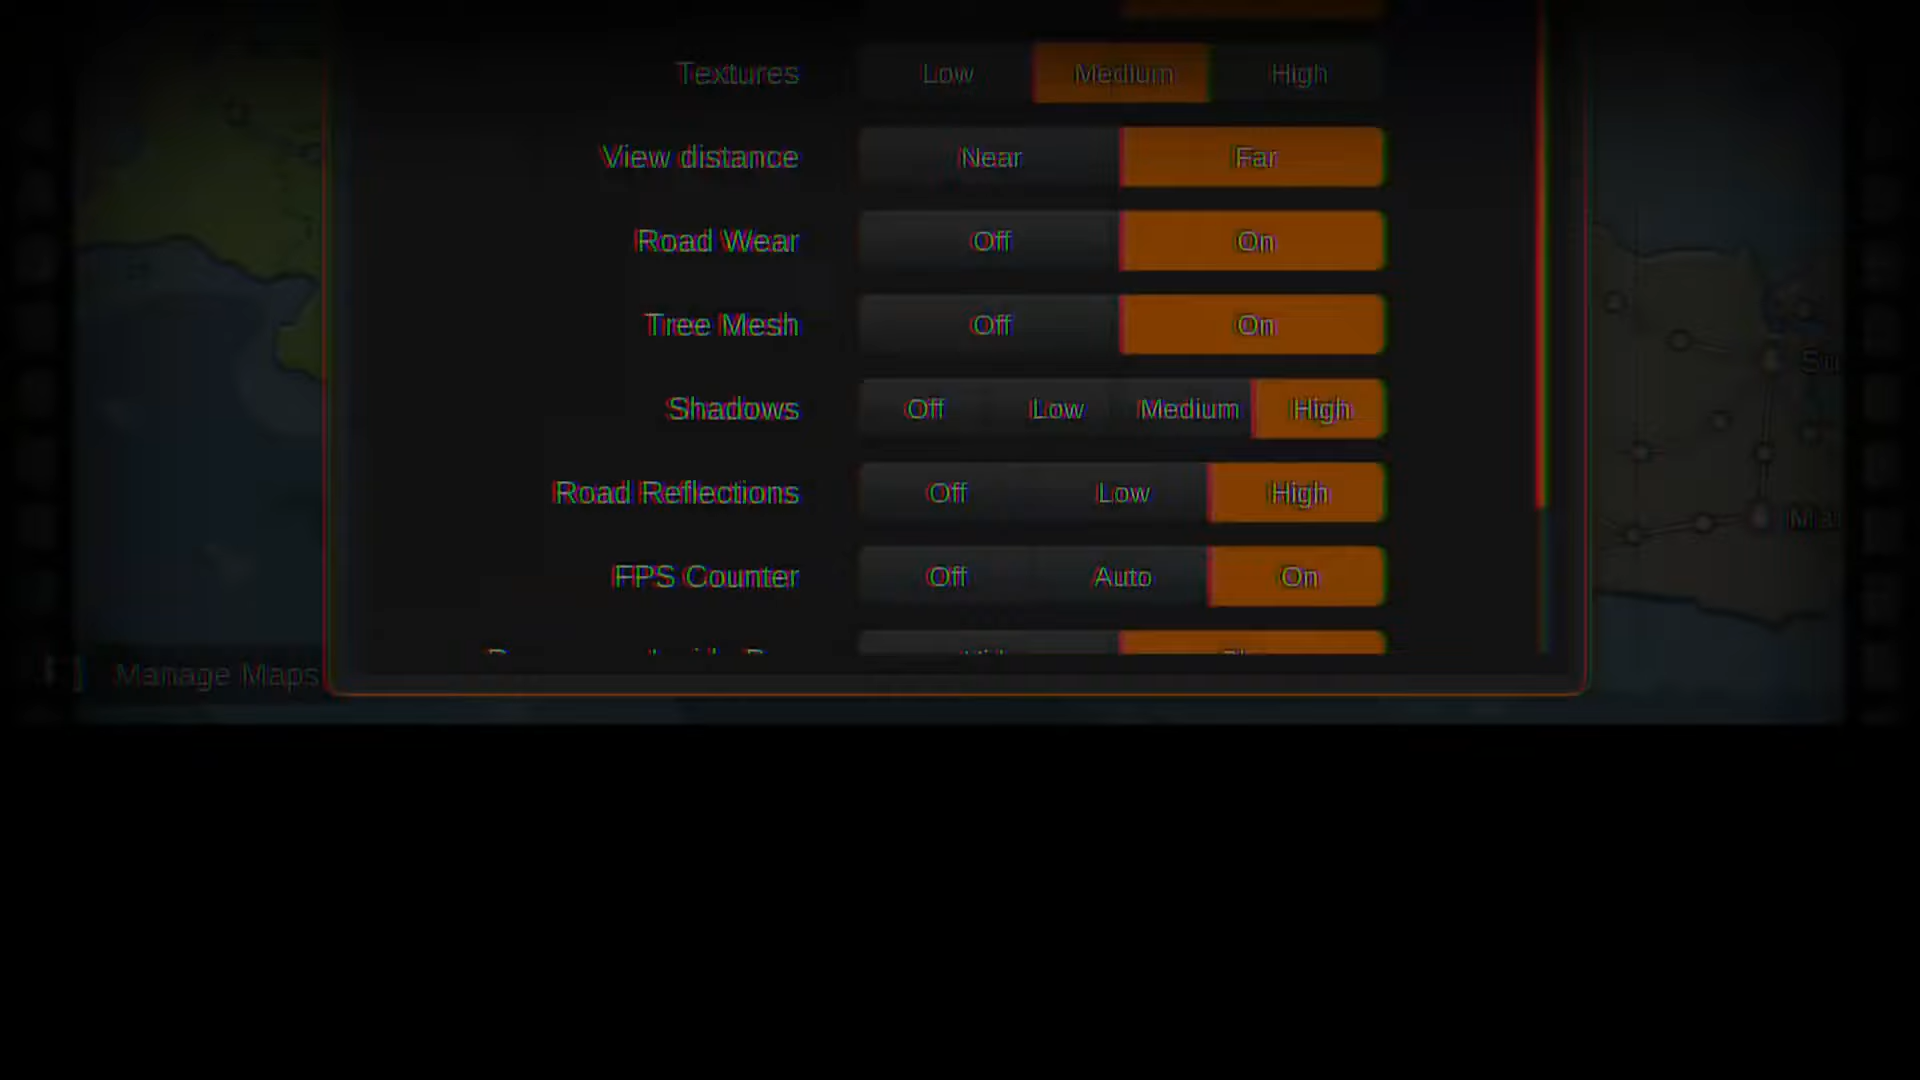 Textures Low Medium High
View distance Near Far
Road Wear Off On
Tree Mesh Off On
Shadows Off Low Medium High
Road Reflections Off Low High
FPS Counter Off Auto On
Manage Maps